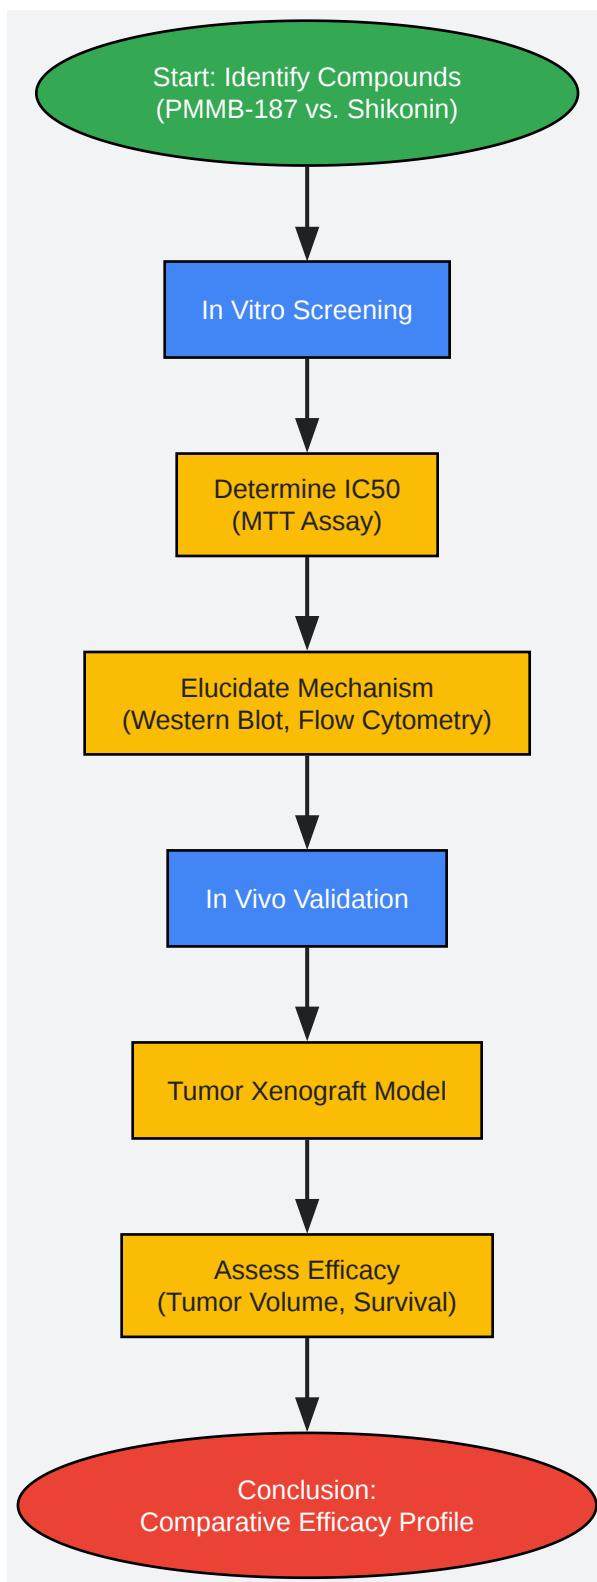 Start: Identify Compounds
(PMMB-187 vs. Shikonin)
In Vitro Screening
Determine IC50
(MTT Assay)
Elucidate Mechanism
(Western Blot, Flow Cytometry)
In Vivo Validation
Tumor Xenograft Model
Assess Efficacy
(Tumor Volume, Survival)
Conclusion:
Comparative Efficacy Profile